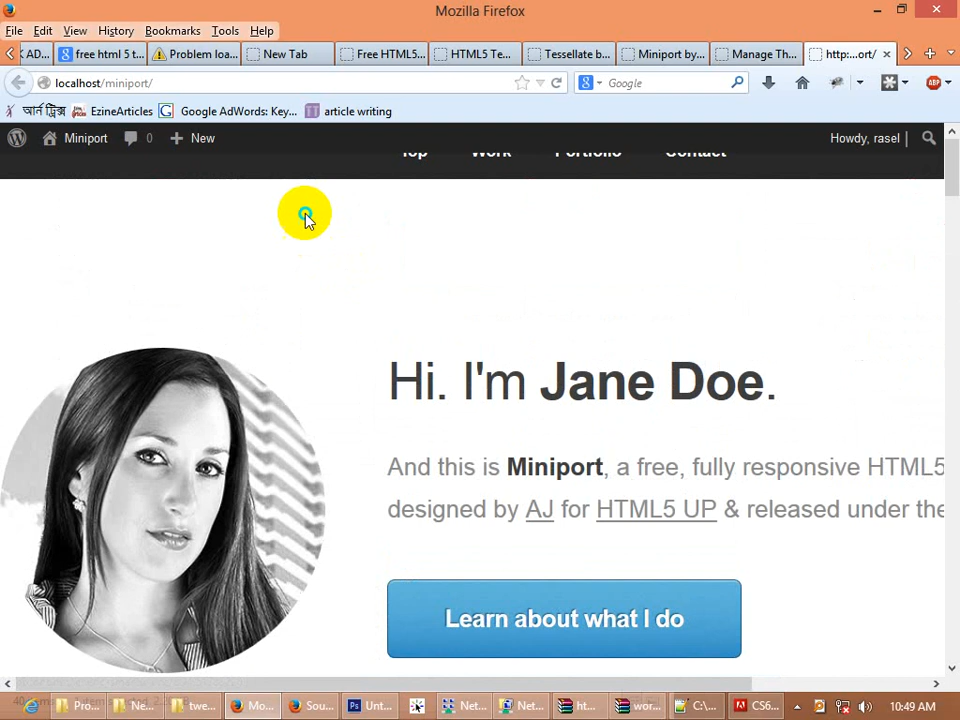 Mozilla Firefox
File Edit View History Bookmarks Tools Help
K AD... free html 5 t... Problem loa... New Tab Free HTML5... HTML5 Te... Tessellate b... Miniport by... Manage Th... http:...ort/
localhost/miniport/ Google
আর্ন ট্রিক্স EzineArticles Google AdWords: Key... article writing
Miniport 0 New Howdy, rasel
Top Work Portfolio Contact
Hi. I'm Jane Doe.
And this is Miniport, a free, fully responsive HTML5
designed by AJ for HTML5 UP & released under the
Learn about what I do
Pro... Ne... twe... Mo... Sou... Unt... Net... Net... ht... wor... C:\... CS6... 10:49 AM